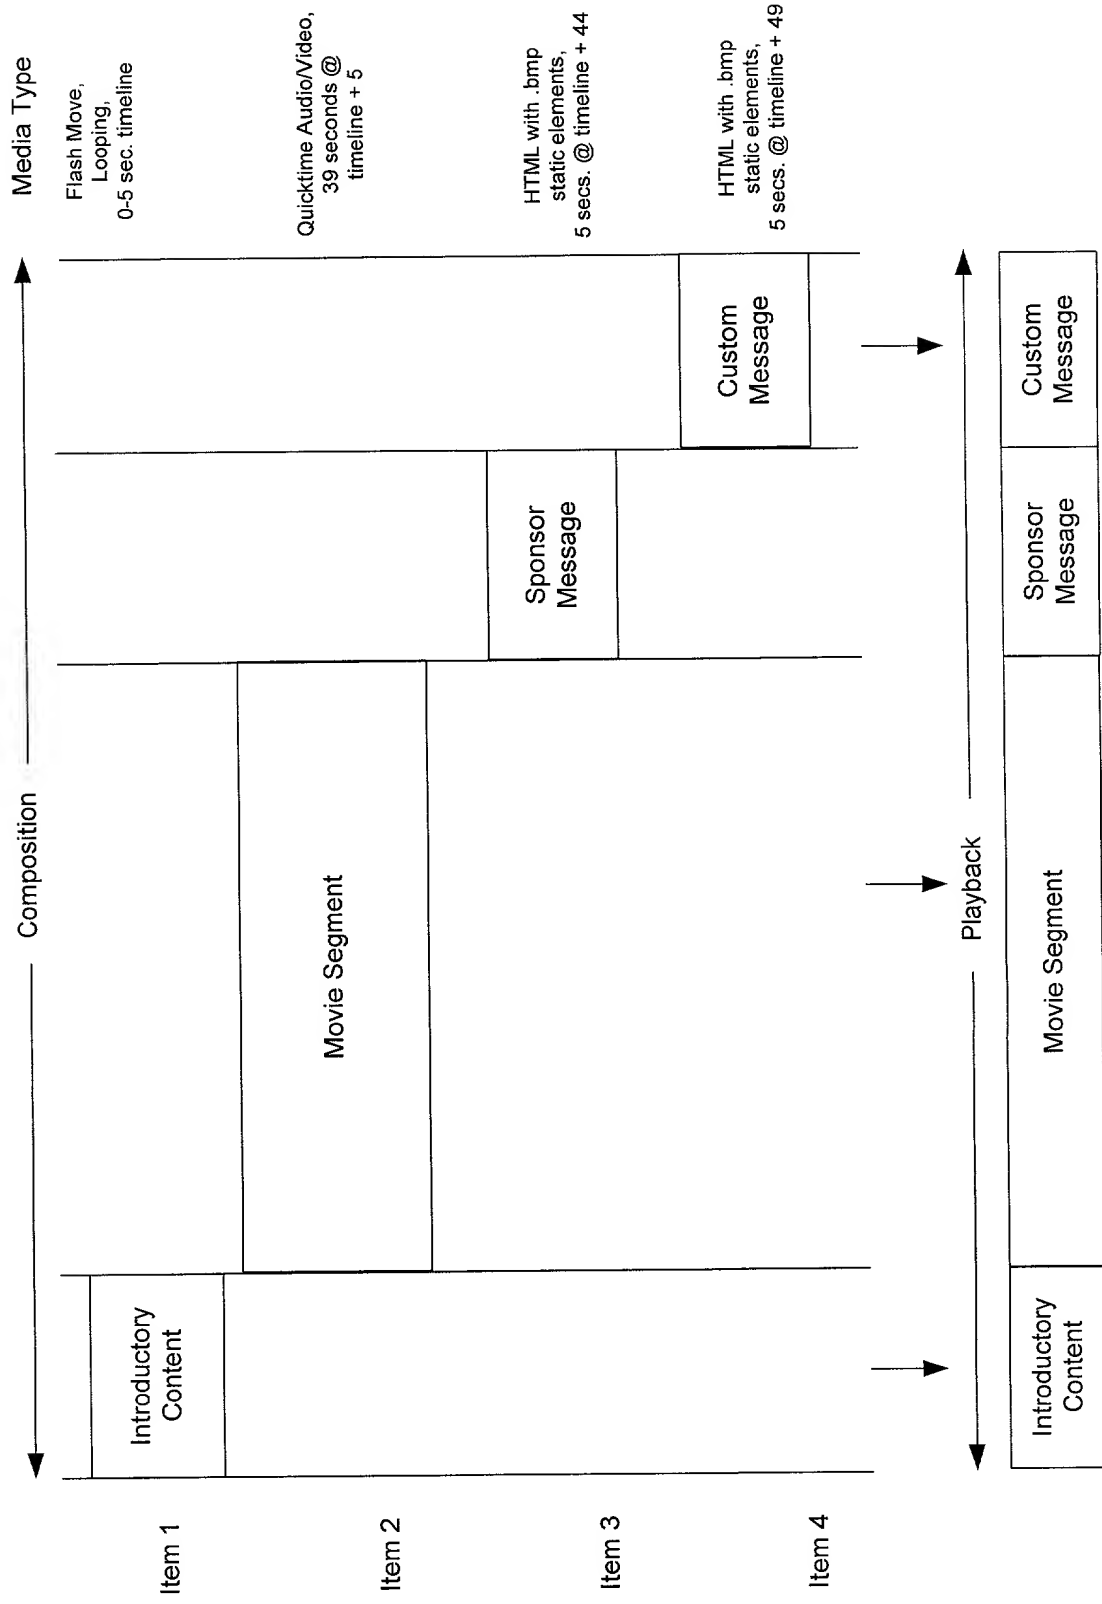 Composition
Media Type
Item 1
Introductory
Content
Flash Move,
Looping,
0-5 sec. timeline
Item 2
Movie Segment
Quicktime Audio/Video,
39 seconds @
timeline + 5
Item 3
Sponsor
Message
HTML with .bmp
static elements,
5 secs. @ timeline + 44
Item 4
Custom
Message
HTML with .bmp
static elements,
5 secs. @ timeline + 49
Playback
Introductory
Content
Movie Segment
Sponsor
Message
Custom
Message